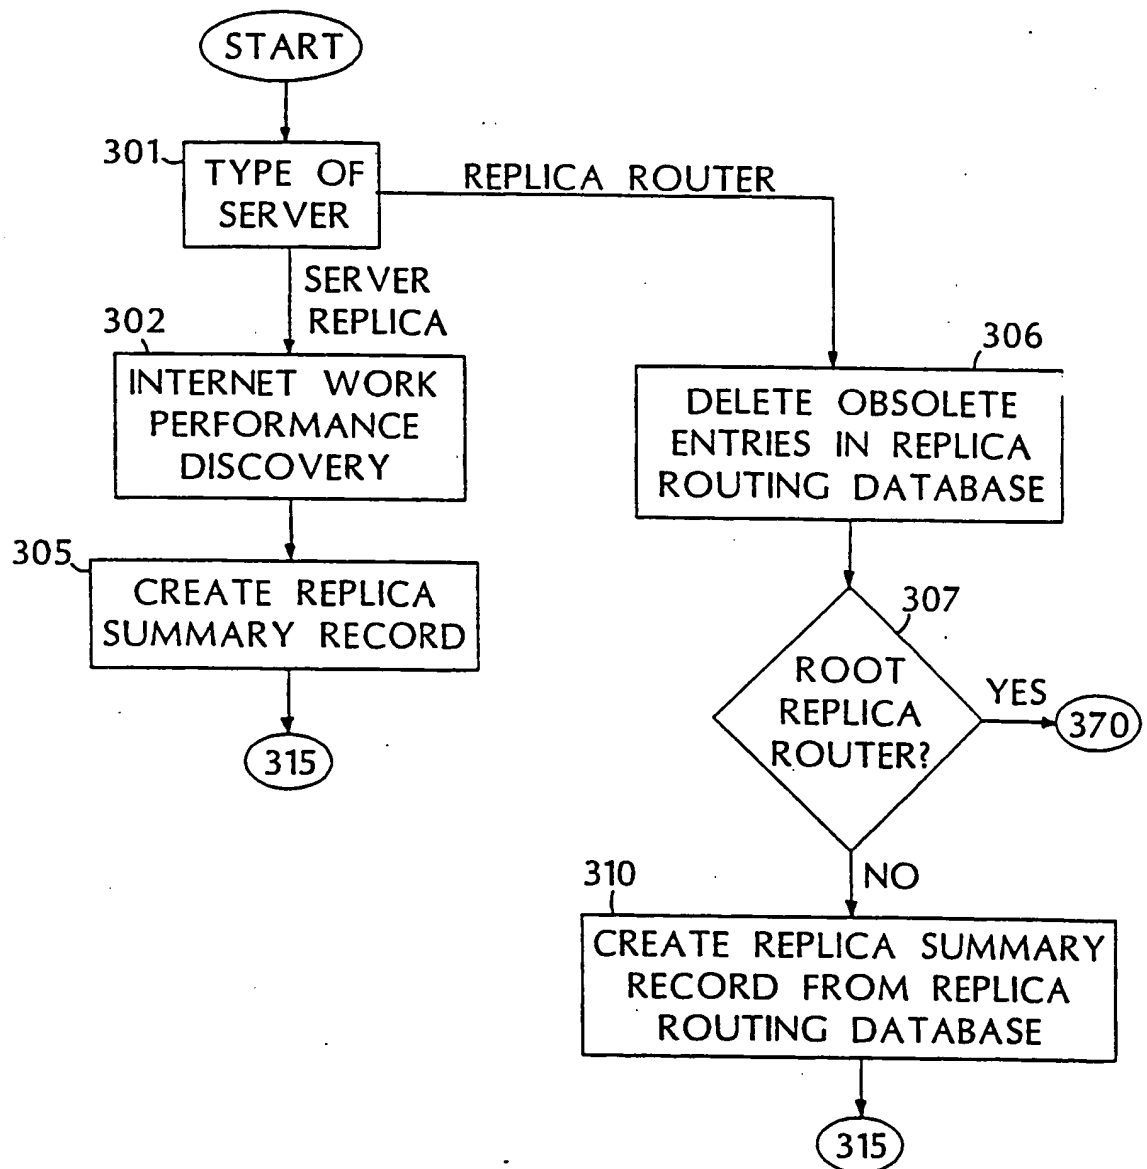 START
301
TYPE OF
SERVER
REPLICA ROUTER
SERVER
REPLICA
302
INTERNET WORK
PERFORMANCE
DISCOVERY
305
CREATE REPLICA
SUMMARY RECORD
315
306
DELETE OBSOLETE
ENTRIES IN REPLICA
ROUTING DATABASE
307
ROOT
REPLICA
ROUTER?
YES
370
NO
310
CREATE REPLICA SUMMARY
RECORD FROM REPLICA
ROUTING DATABASE
315